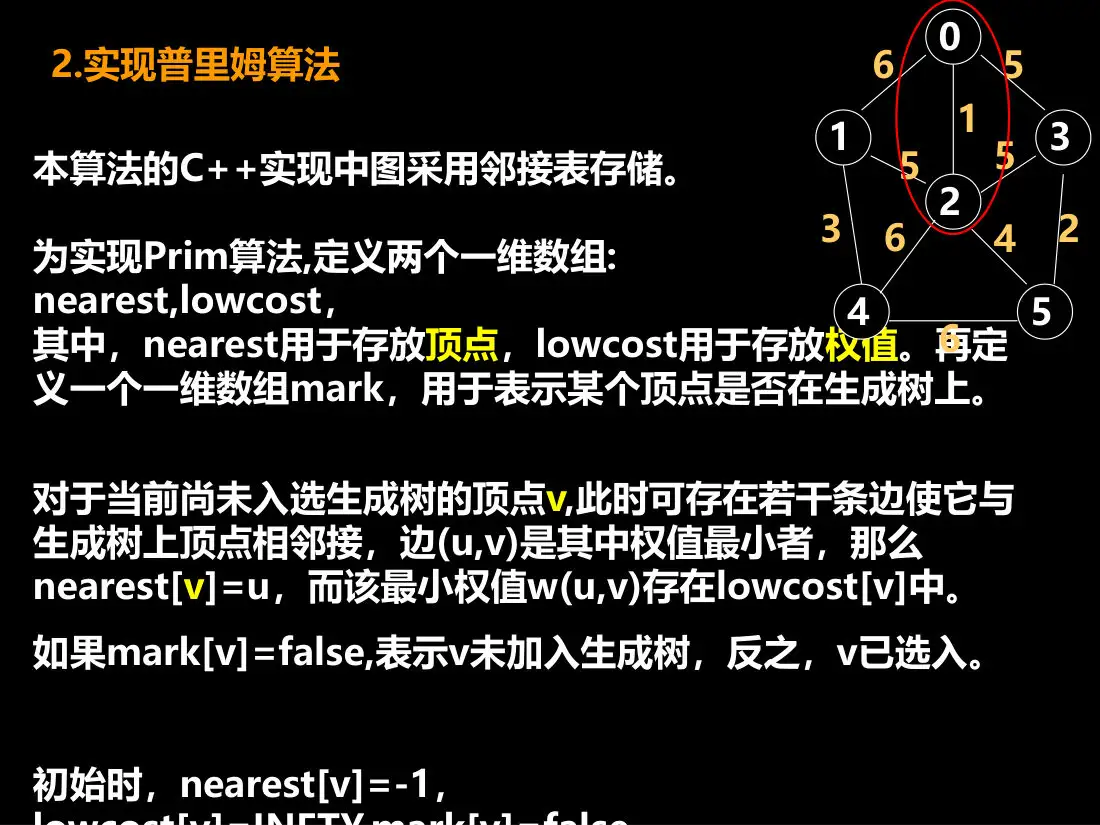 2.实现普里姆算法
本算法的C++实现中图采用邻接表存储。
为实现Prim算法,定义两个一维数组:
nearest,lowcost，
其中，nearest用于存放顶点，lowcost用于存放权值。再定
义一个一维数组mark，用于表示某个顶点是否在生成树上。
对于当前尚未入选生成树的顶点v,此时可存在若干条边使它与
生成树上顶点相邻接，边(u,v)是其中权值最小者，那么
nearest[v]=u，而该最小权值w(u,v)存在lowcost[v]中。
如果mark[v]=false,表示v未加入生成树，反之，v已选入。
初始时，nearest[v]=-1，
lowcost[v]=INFTY,mark[v]=false
0
6
5
1
1
3
5
5
2
3
6
4
2
4
5
6